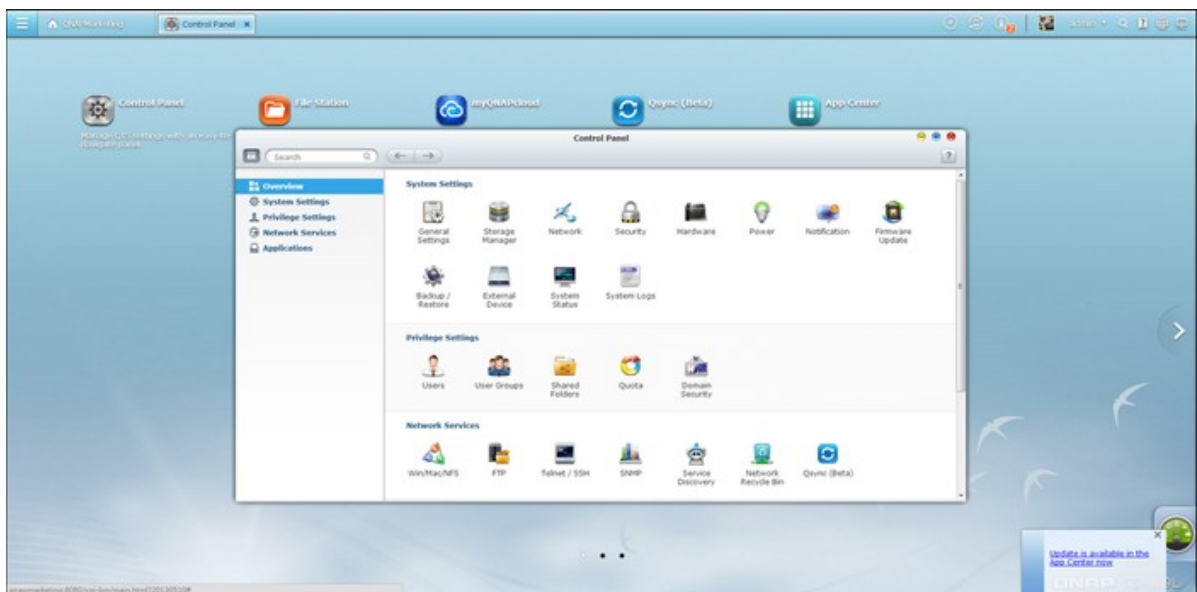 QNAPMarketing
Control Panel
admin
Control Panel
File Station
myQNAPcloud
Qsync (Beta)
App Center
Control Panel
Search
Overview
System Settings
Privilege Settings
Network Services
Applications
System Settings
General Settings
Storage Manager
Network
Security
Hardware
Power
Notification
Firmware Update
Backup / Restore
External Device
System Status
System Logs
Privilege Settings
Users
User Groups
Shared Folders
Quota
Domain Security
Network Services
Win/Mac/NFS
FTP
Telnet / SSH
SNMP
Service Discovery
Network Recycle Bin
Qsync (Beta)
Update is available in the
App Center now
QNAP